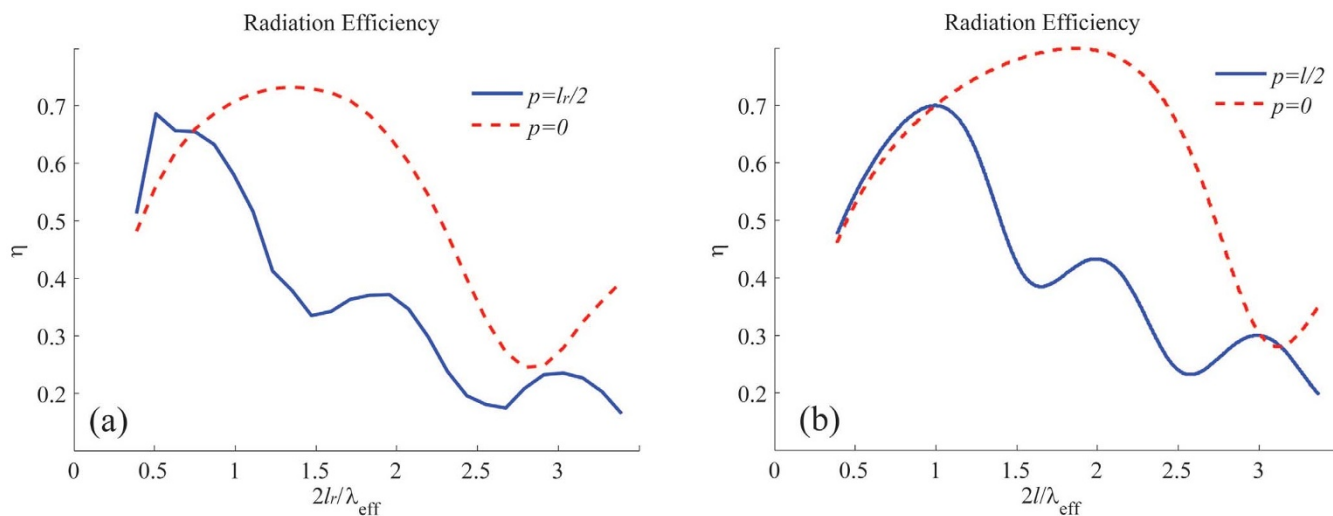 Radiation Efficiency
p=lr/2
p=0
0.7
0.6
0.5
η
0.4
0.3
0.2
(a)
0
0.5
1
1.5
2
2.5
3
2lr/λeff
Radiation Efficiency
p=l/2
p=0
0.7
0.6
0.5
η
0.4
0.3
0.2
(b)
0
0.5
1
1.5
2
2.5
3
2l/λeff